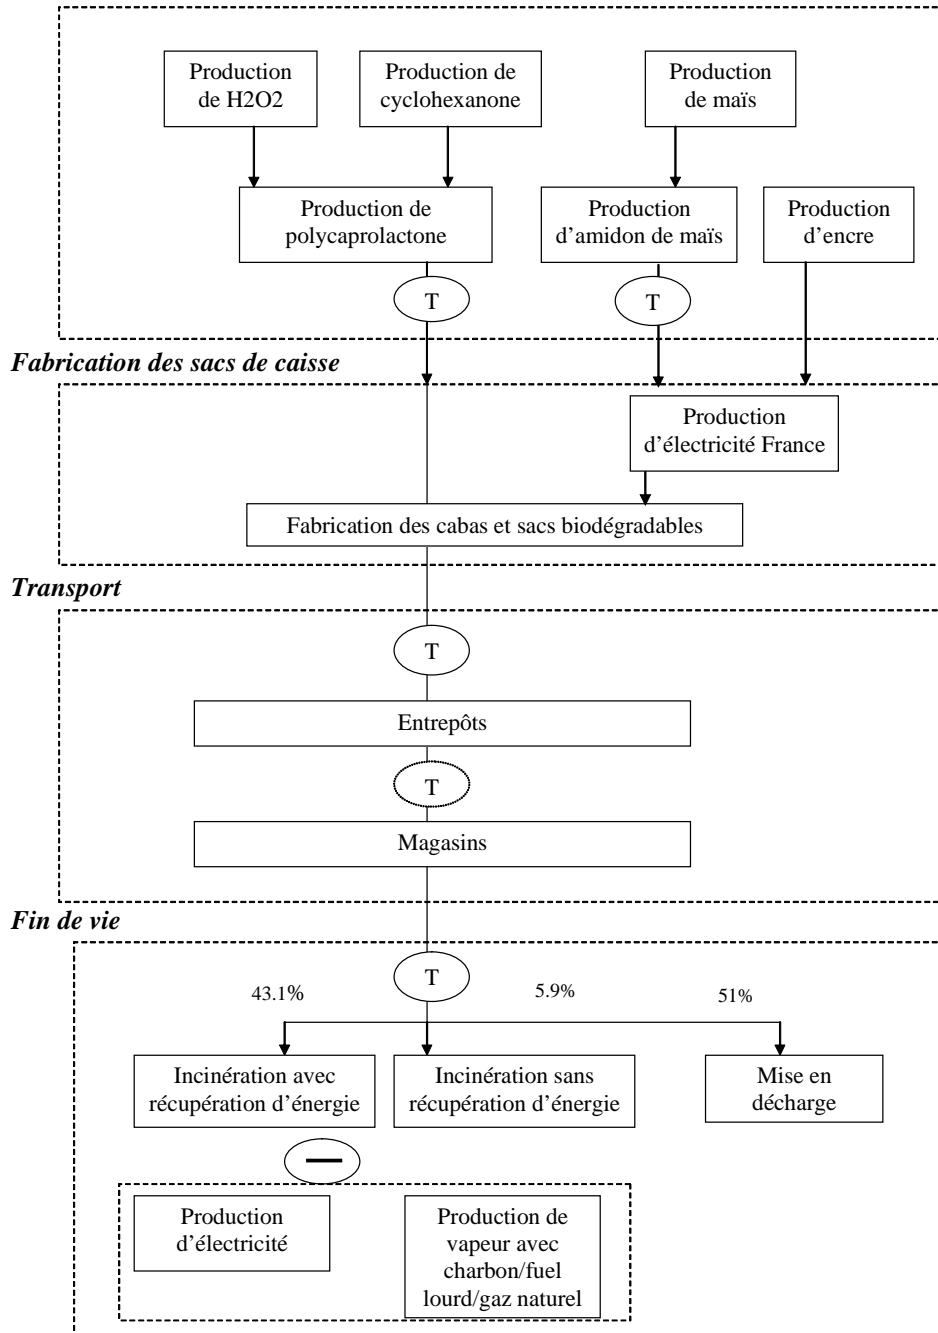 Production
de H2O2
Production de
cyclohexanone
Production
de maïs
Production de
polycaprolactone
Production
d'amidon de maïs
Production
d'encre
T
T
Fabrication des sacs de caisse
Production
d'électricité France
Fabrication des cabas et sacs biodégradables
Transport
T
Entrepôts
T
Magasins
Fin de vie
T
43.1%
5.9%
51%
Incinération avec
récupération d'énergie
Incinération sans
récupération d'énergie
Mise en
décharge
Production
d'électricité
Production de
vapeur avec
charbon/fuel
lourd/gaz naturel